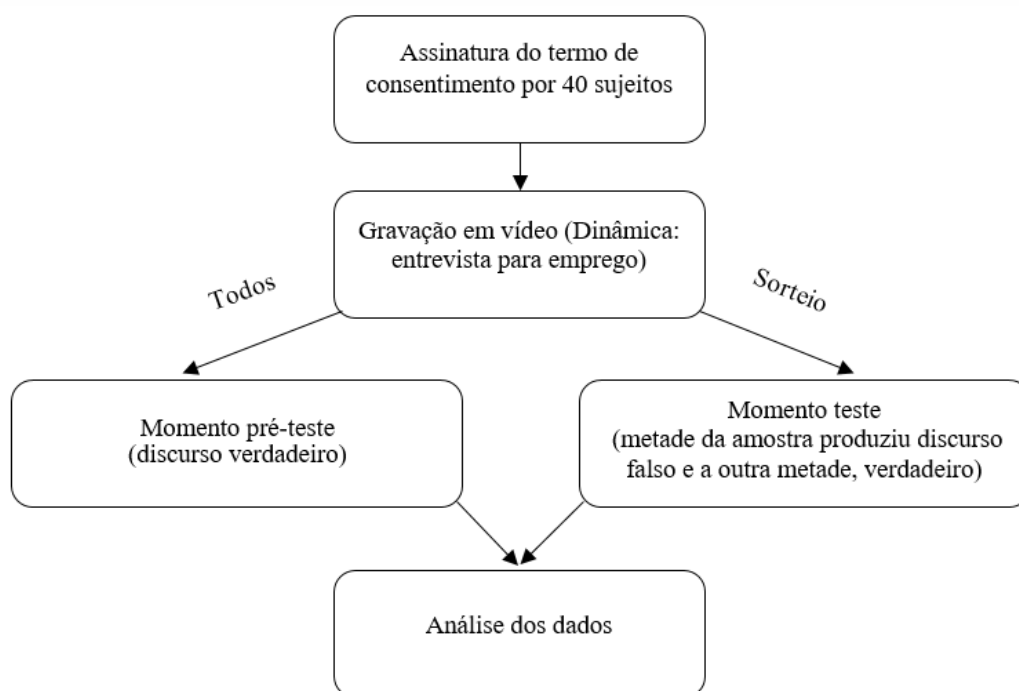 Assinatura do termo de
consentimento por 40 sujeitos
Gravação em vídeo (Dinâmica:
entrevista para emprego)
Todos
Sorteio
Momento pré-teste
(discurso verdadeiro)
Momento teste
(metade da amostra produziu discurso
falso e a outra metade, verdadeiro)
Análise dos dados